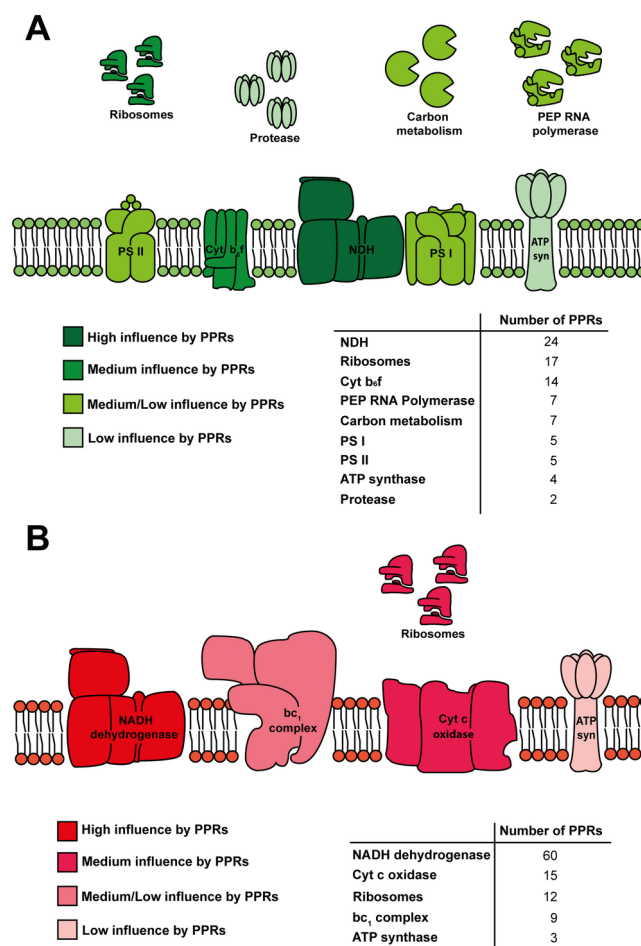 A
Ribosomes
Protease
Carbon
metabolism
PEP RNA
polymerase
PS II
Cyt b₆f
NDH
PS I
ATP
syn
High influence by PPRs
Medium influence by PPRs
Medium/Low influence by PPRs
Low influence by PPRs
Number of PPRs
NDH 24
Ribosomes 17
Cyt b₆f 14
PEP RNA Polymerase 7
Carbon metabolism 7
PS I 5
PS II 5
ATP synthase 4
Protease 2
B
Ribosomes
NADH
dehydrogenase
bc₁
complex
Cyt c
oxidase
ATP
syn
High influence by PPRs
Medium influence by PPRs
Medium/Low influence by PPRs
Low influence by PPRs
Number of PPRs
NADH dehydrogenase 60
Cyt c oxidase 15
Ribosomes 12
bc₁ complex 9
ATP synthase 3